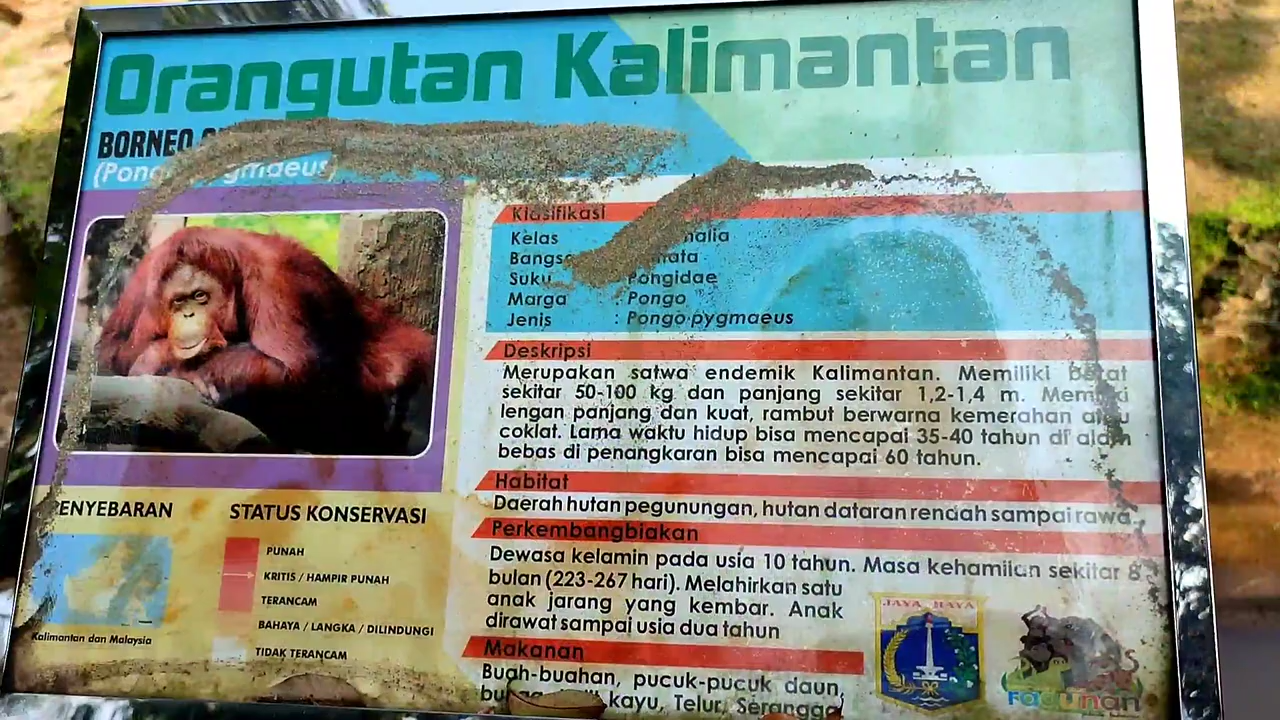 Orangutan Kalimantan
BORNEO
Klasifikasi
Kelas
Suku : Pongidae
Marga : Pongo
Jenis : Pongo pygmaeus
Deskripsi
Merupakan satwa endemik Kalimantan. Memiliki berat
sekitar 50-100 kg dan panjang sekitar 1,2-1,4 m. Memiliki
lengan panjang dan kuat, rambut berwarna kemerahan atau
coklat. Lama waktu hidup bisa mencapai 35-40 tahun di alam
bebas di penangkaran bisa mencapai 60 tahun.
Habitat
Daerah hutan pegunungan, hutan dataran rendah sampai rawa.
Perkembangbiakan
Dewasa kelamin pada usia 10 tahun. Masa kehamilan sekitar 8
bulan (223-267 hari). Melahirkan satu
anak jarang yang kembar. Anak
dirawat sampai usia dua tahun
Makanan
Buah-buahan, pucuk-pucuk daun,
kayu, Telur, Serangga
PENYEBARAN
Kalimantan dan Malaysia
STATUS KONSERVASI
PUNAH
KRITIS / HAMPIR PUNAH
TERANCAM
BAHAYA / LANGKA / DILINDUNGI
TIDAK TERANCAM
JAYA RAYA
Ragunan